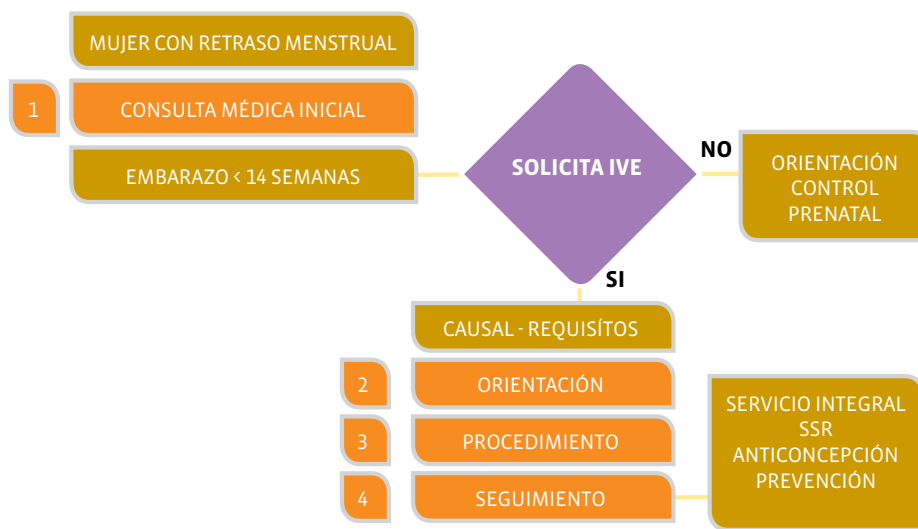 MUJER CON RETRASO MENSTRUAL
1
CONSULTA MÉDICA INICIAL
EMBARAZO < 14 SEMANAS
SOLICITA IVE
NO
ORIENTACIÓN
CONTROL
PRENATAL
SI
CAUSAL - REQUISÍTOS
2
ORIENTACIÓN
3
PROCEDIMIENTO
4
SEGUIMIENTO
SERVICIO INTEGRAL
SSR
ANTICONCEPCIÓN
PREVENCIÓN